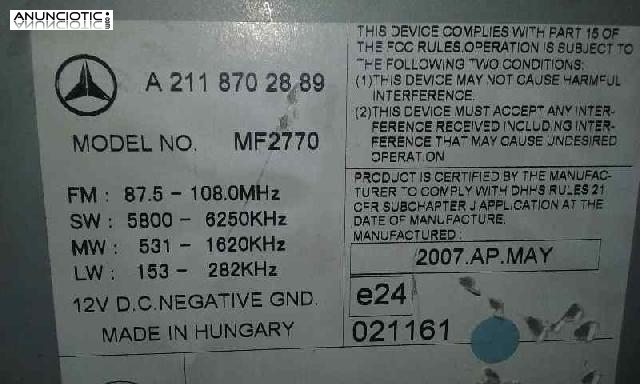 ANUNCIOTIC.es
A 211 870 28 89
MODEL NO. MF2770
FM : 87.5 - 108.0MHz
SW : 5800 - 6250KHz
MW : 531 - 1620KHz
LW : 153 - 282KHz
12V D.C.NEGATIVE GND.
MADE IN HUNGARY
THIS DEVICE COMPLIES WITH PART 15 OF
THE FCC RULES.OPERATION IS SUBJECT TO
THE FOLLOWING TWO CONDITIONS:
(1)THIS DEVICE MAY NOT CAUSE HARMFUL
INTERFERENCE.
(2)THIS DEVICE MUST ACCEPT ANY INTER-
FERENCE RECEIVED INCLUDING INTER-
FERENCE THAT MAY CAUSE UNDESIRED
OPERATION
PRODUCT IS CERTIFIED BY THE MANUFAC-
TURER TO COMPLY WITH DHHS RULES 21
CFR SUBCHAPTER J APPLICATION AT THE
DATE OF MANUFACTURE.
MANUFACTURED :
2007.AP.MAY
e24
021161